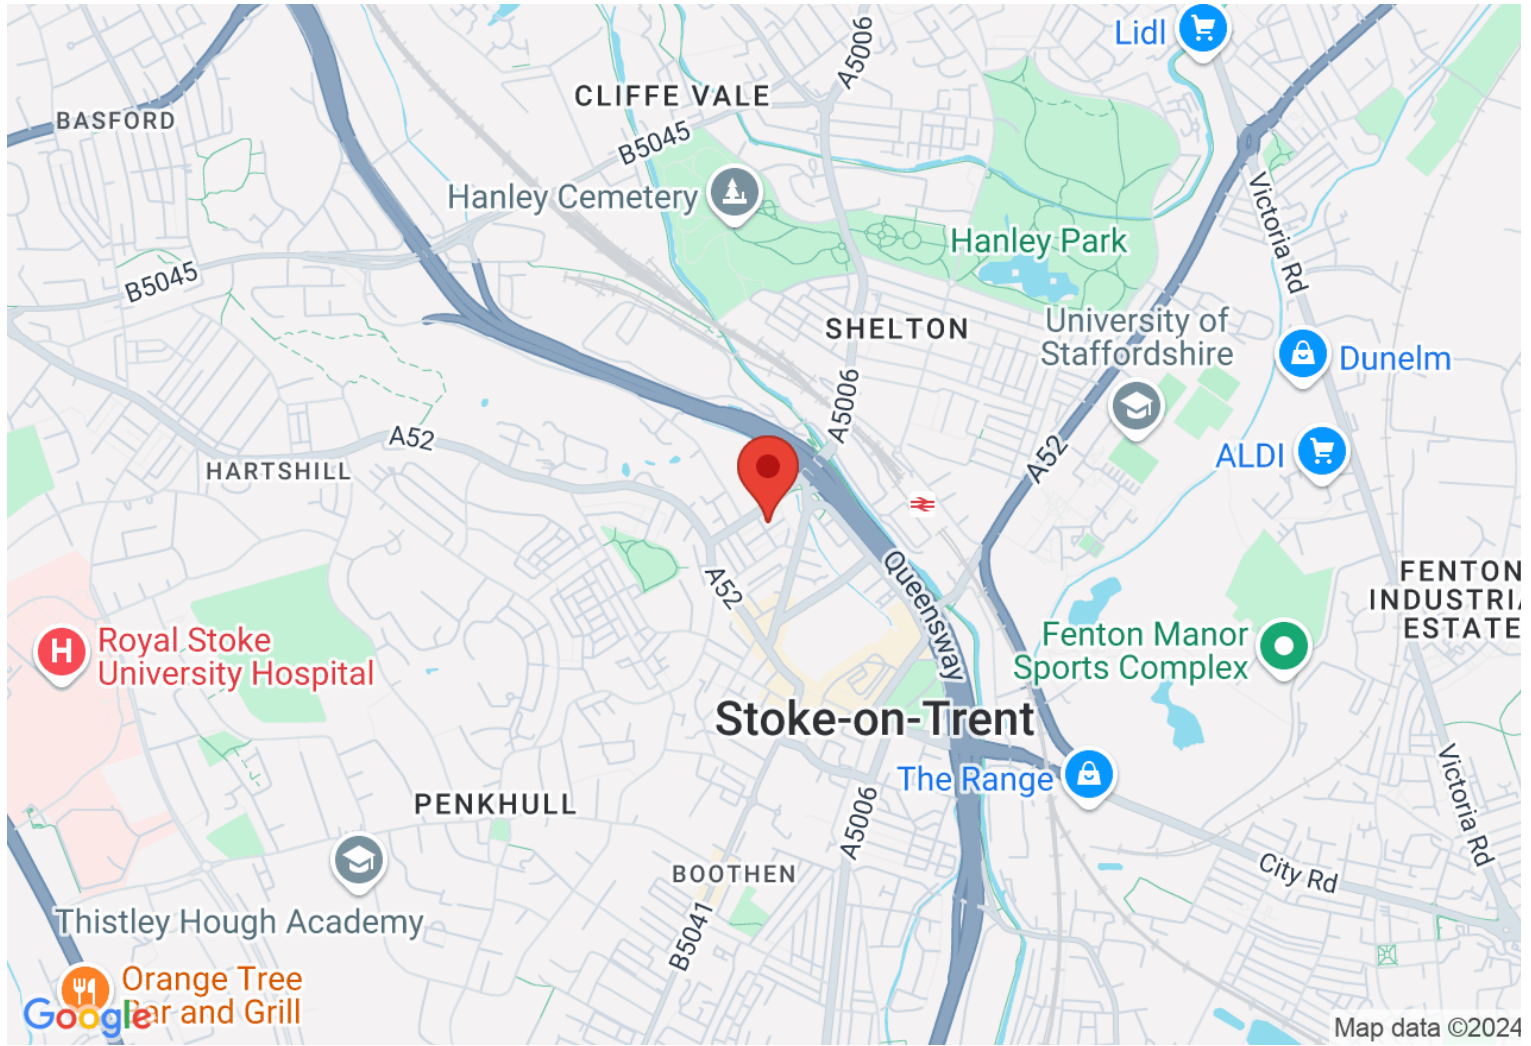 Lidl
A5006
CLIFFE VALE
BASFORD
B5045
Hanley Cemetery
Victoria Rd
Hanley Park
B5045
SHELTON
University of
Staffordshire
Dunelm
A5006
A52
A52
ALDI
HARTSHILL
Queensway
A52
FENTON
INDUSTRIA
ESTATE
Royal Stoke
University Hospital
Fenton Manor
Sports Complex
Stoke-on-Trent
The Range
Victoria Rd
PENKHULL
A5006
BOOTHEN
City Rd
Thistley Hough Academy
B5041
Orange Tree
Bar and Grill
Google
Map data ©2024